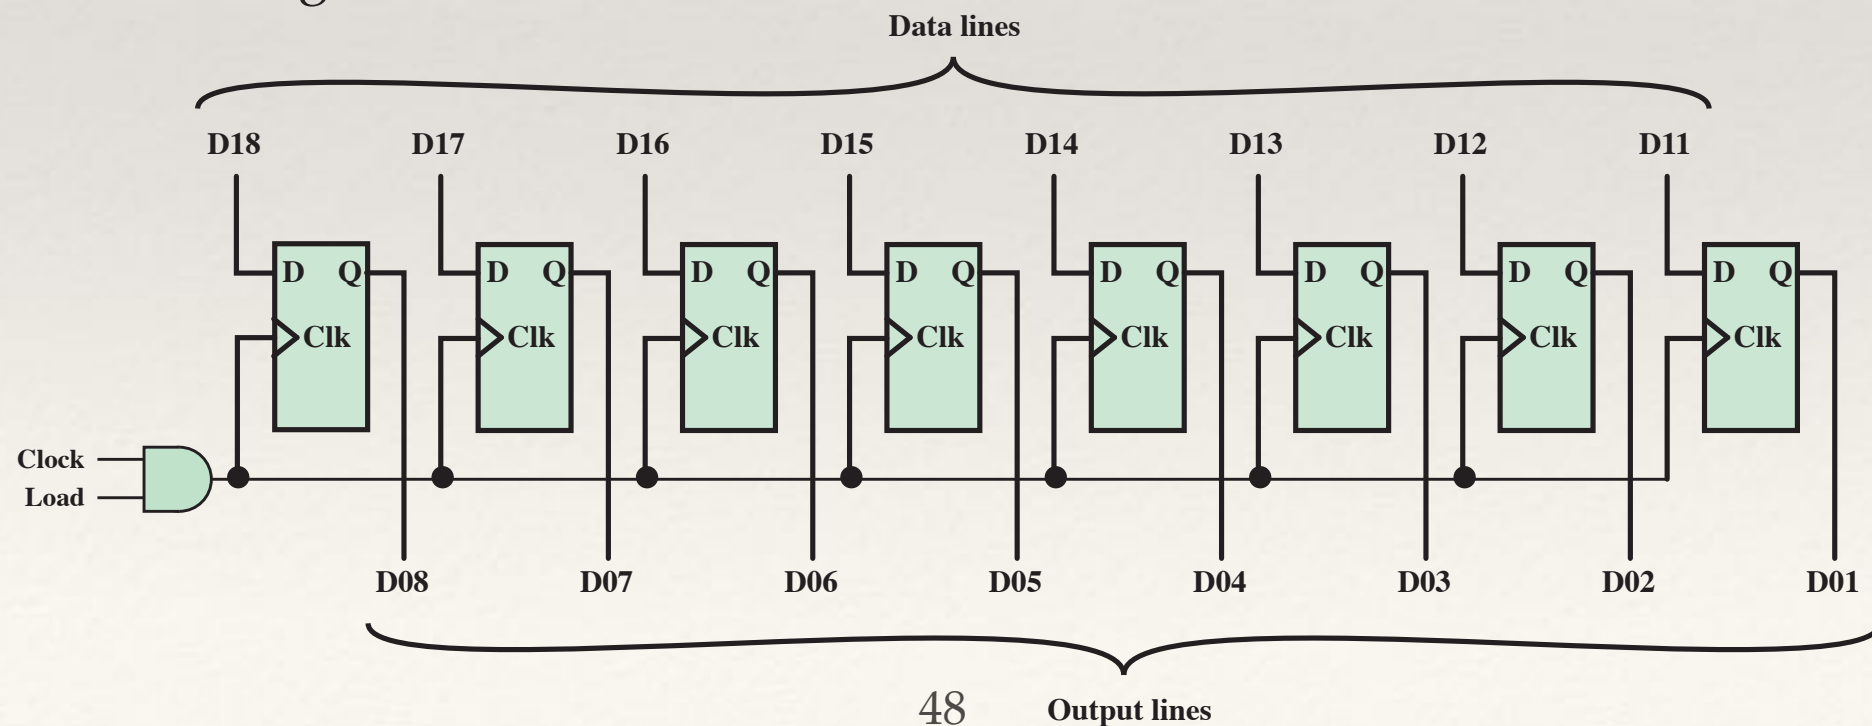 Data lines
D18 D17 D16 D15 D14 D13 D12 D11
D Q D Q D Q D Q D Q D Q D Q D Q
Clk Clk Clk Clk Clk Clk Clk Clk
Clock
Load
D08 D07 D06 D05 D04 D03 D02 D01
48 Output lines